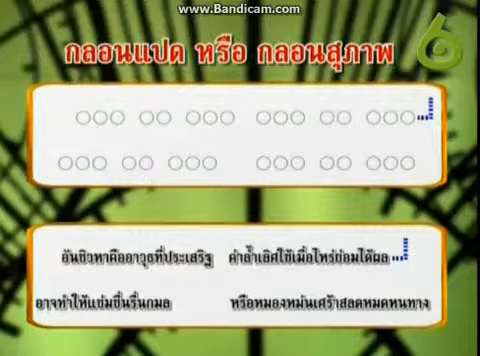 www.Bandicam.com
6
กลอนแปด หรือ กลอนสุภาพ
อันชิวหาคืออาวุธที่ประเสริฐ ค่าล้ำเลิศใช้เมื่อไหร่ย่อมได้ผล
อาจทำให้แช่มชื่นรื่นกมล หรือหมองหม่นเศร้าสลดหมดหนทาง